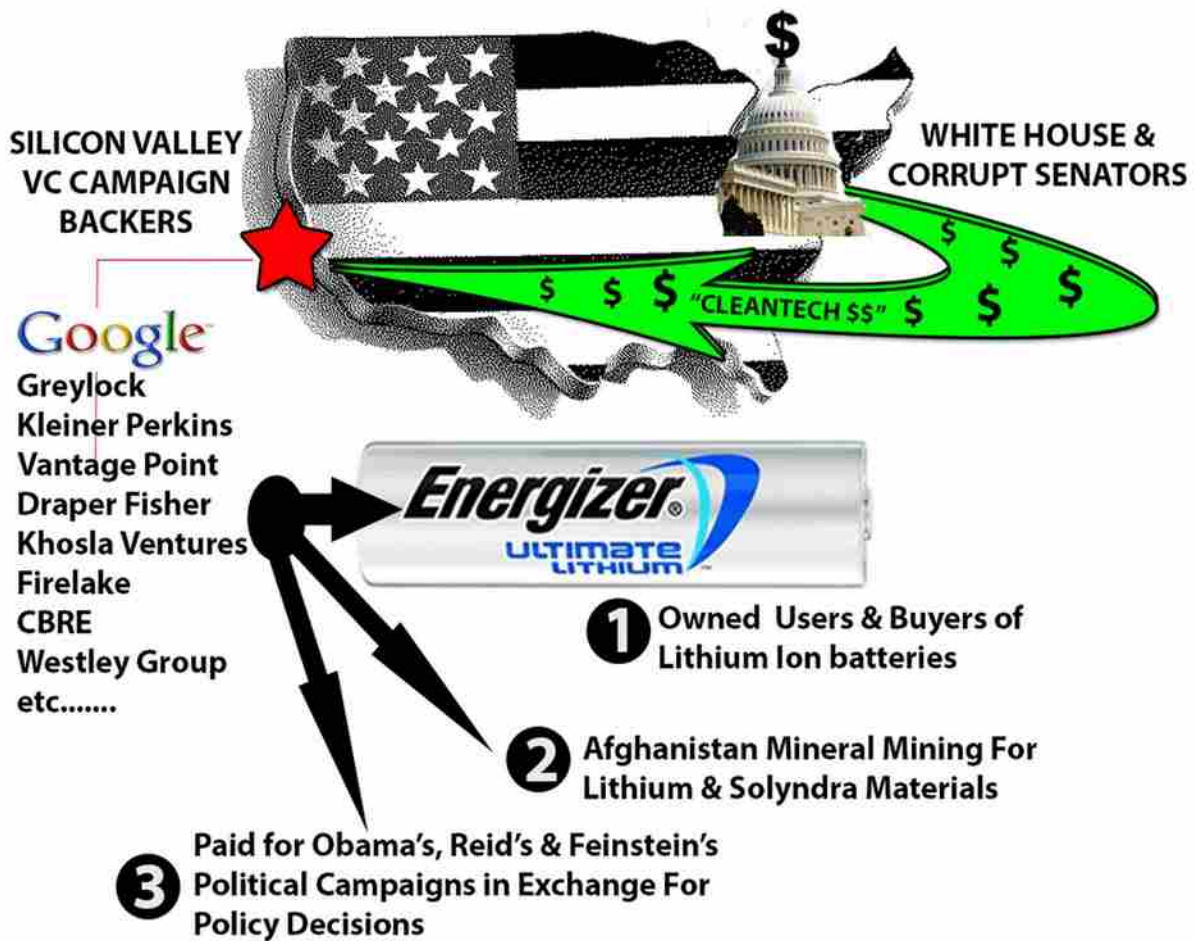 $
SILICON VALLEY
VC CAMPAIGN
BACKERS
WHITE HOUSE &
CORRUPT SENATORS
$ $ $ "CLEANTECH $$" $ $ $ $ $
Google™
Greylock
Kleiner Perkins
Vantage Point
Draper Fisher
Khosla Ventures
Firelake
CBRE
Westley Group
etc.......
Energizer®
ULTIMATE
LITHIUM™
1 Owned Users & Buyers of
Lithium Ion batteries
2 Afghanistan Mineral Mining For
Lithium & Solyndra Materials
3 Paid for Obama's, Reid's & Feinstein's
Political Campaigns in Exchange For
Policy Decisions